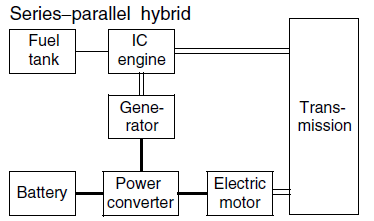 Series–parallel hybrid
Fuel
tank
IC
engine
Gene-
rator
Trans-
mission
Battery
Power
converter
Electric
motor